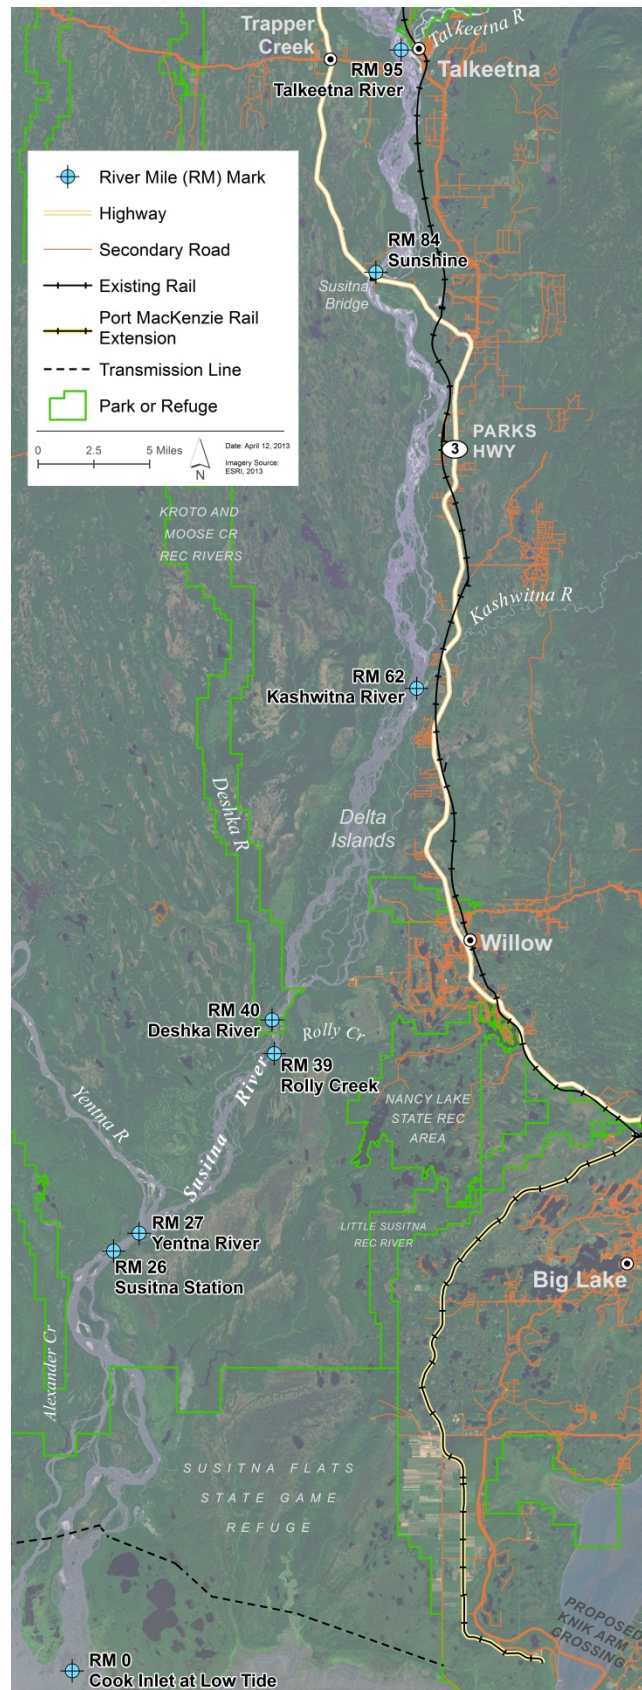 Trapper
Creek
Talkeetna R
RM 95
Talkeetna River
Talkeetna
River Mile (RM) Mark
Highway
Secondary Road
Existing Rail
Port MacKenzie Rail
Extension
Transmission Line
Park or Refuge
0 2.5 5 Miles
N
Date: April 12, 2013
Imagery Source:
ESRI, 2013
RM 84
Sunshine
Susitna
Bridge
PARKS
HWY
3
KROTO AND
MOOSE CR
REC RIVERS
Kashwitna R
RM 62
Kashwitna River
Deshka R
Delta
Islands
Willow
RM 40
Deshka River
Rolly Cr
RM 39
Rolly Creek
Susitna River
Yentna R
NANCY LAKE
STATE REC
AREA
RM 27
Yentna River
LITTLE SUSITNA
REC RIVER
RM 26
Susitna Station
Big Lake
Alexander Cr
SUSITNA FLATS
STATE GAME
REFUGE
PROPOSED
KNIK ARM
CROSSING
RM 0
Cook Inlet at Low Tide